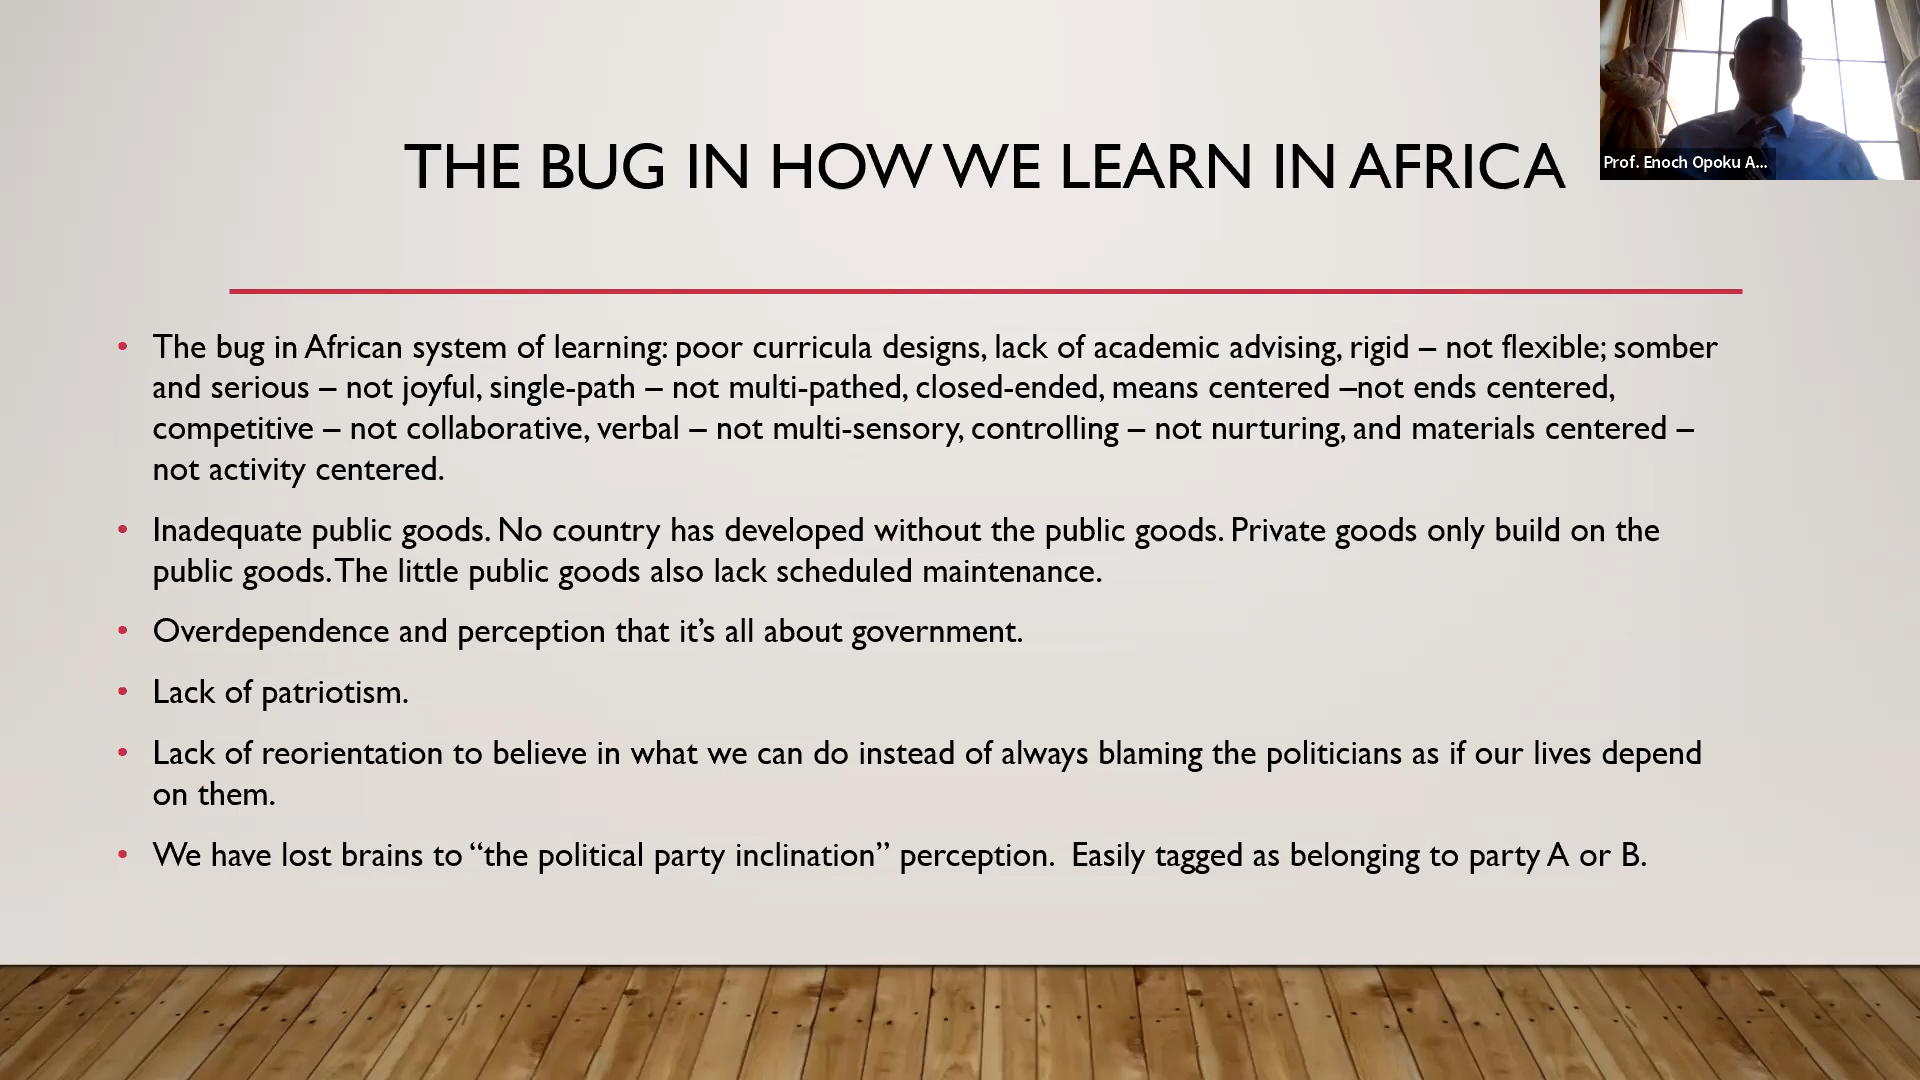 THE BUG IN HOW WE LEARN IN AFRICA
Prof. Enoch Opoku A...
• The bug in African system of learning: poor curricula designs, lack of academic advising, rigid – not flexible; somber
and serious – not joyful, single-path – not multi-pathed, closed-ended, means centered –not ends centered,
competitive – not collaborative, verbal – not multi-sensory, controlling – not nurturing, and materials centered –
not activity centered.
• Inadequate public goods. No country has developed without the public goods. Private goods only build on the
public goods. The little public goods also lack scheduled maintenance.
• Overdependence and perception that it’s all about government.
• Lack of patriotism.
• Lack of reorientation to believe in what we can do instead of always blaming the politicians as if our lives depend
on them.
• We have lost brains to “the political party inclination” perception.  Easily tagged as belonging to party A or B.